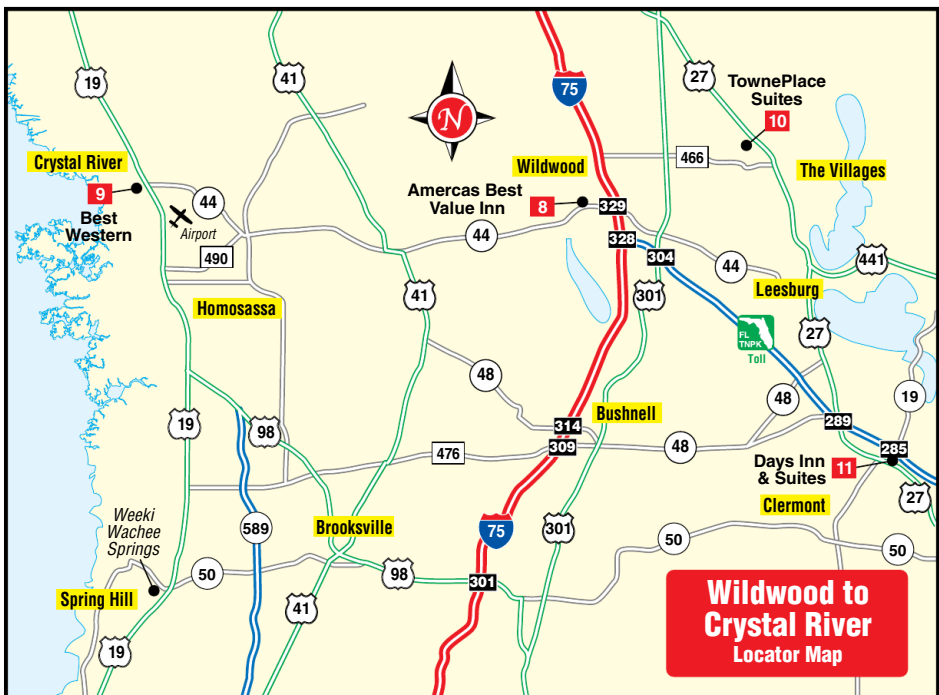 19
41
75
27
TownePlace
Suites
10
N
Crystal River
Wildwood
466
The Villages
9
Best
Western
44
Airport
Amercas Best
Value Inn
8
329
44
328
304
44
490
441
Homosassa
41
301
Leesburg
FL
TNPK
Toll
27
48
48
19
19
98
Bushnell
314
309
476
48
289
285
Days Inn
& Suites
11
27
Weeki
Wachee
Springs
589
Brooksville
75
301
Clermont
50
50
50
98
301
Spring Hill
41
19
Wildwood to
Crystal River
Locator Map